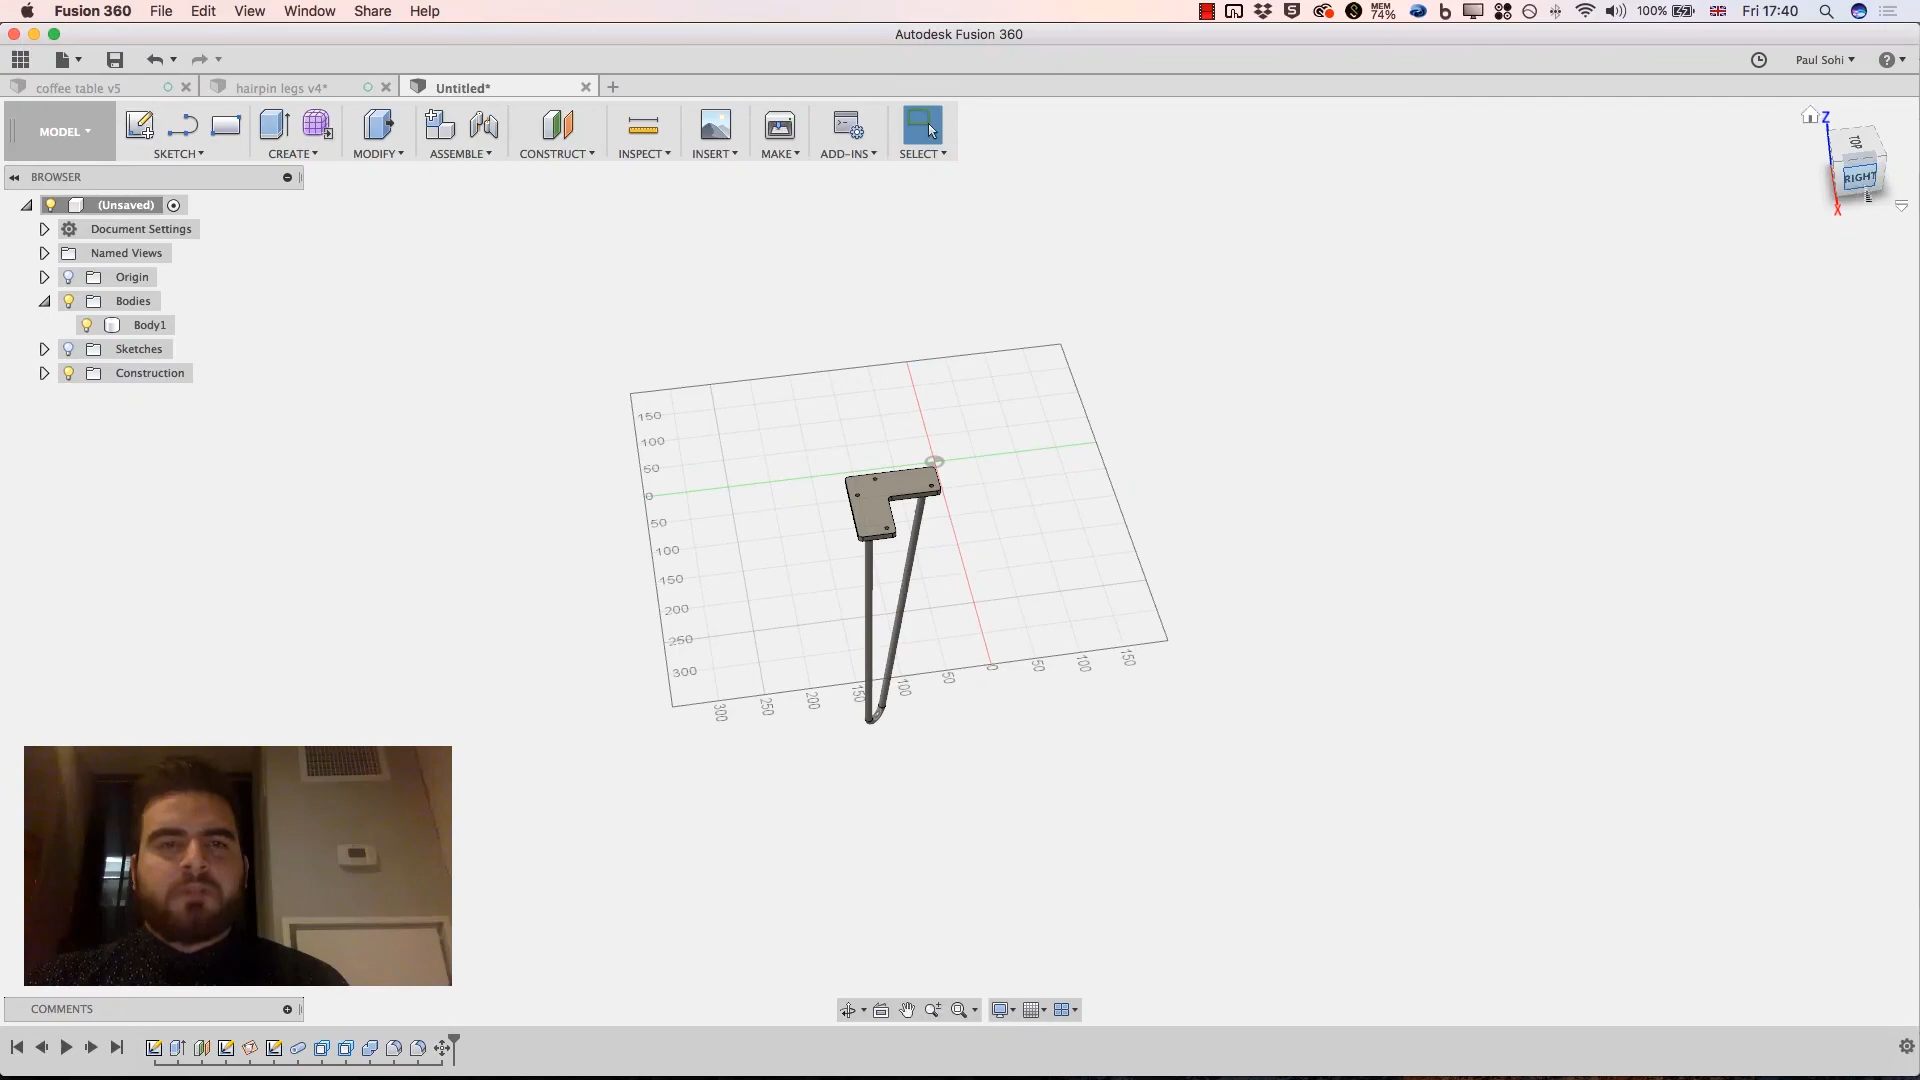 Fusion 360 File Edit View Window Share Help
MEM 74% 100% Fri 17:40
Autodesk Fusion 360
Paul Sohi
coffee table v5 hairpin legs v4* Untitled*
MODEL
SKETCH CREATE MODIFY ASSEMBLE CONSTRUCT INSPECT INSERT MAKE ADD-INS SELECT
Z
TOP
RIGHT
X
BROWSER
(Unsaved)
Document Settings
Named Views
Origin
Bodies
Body1
Sketches
Construction
150
100
50
0
50
100
150
200
250
300
300 250 200 150 100 50 0 50 100 150
COMMENTS